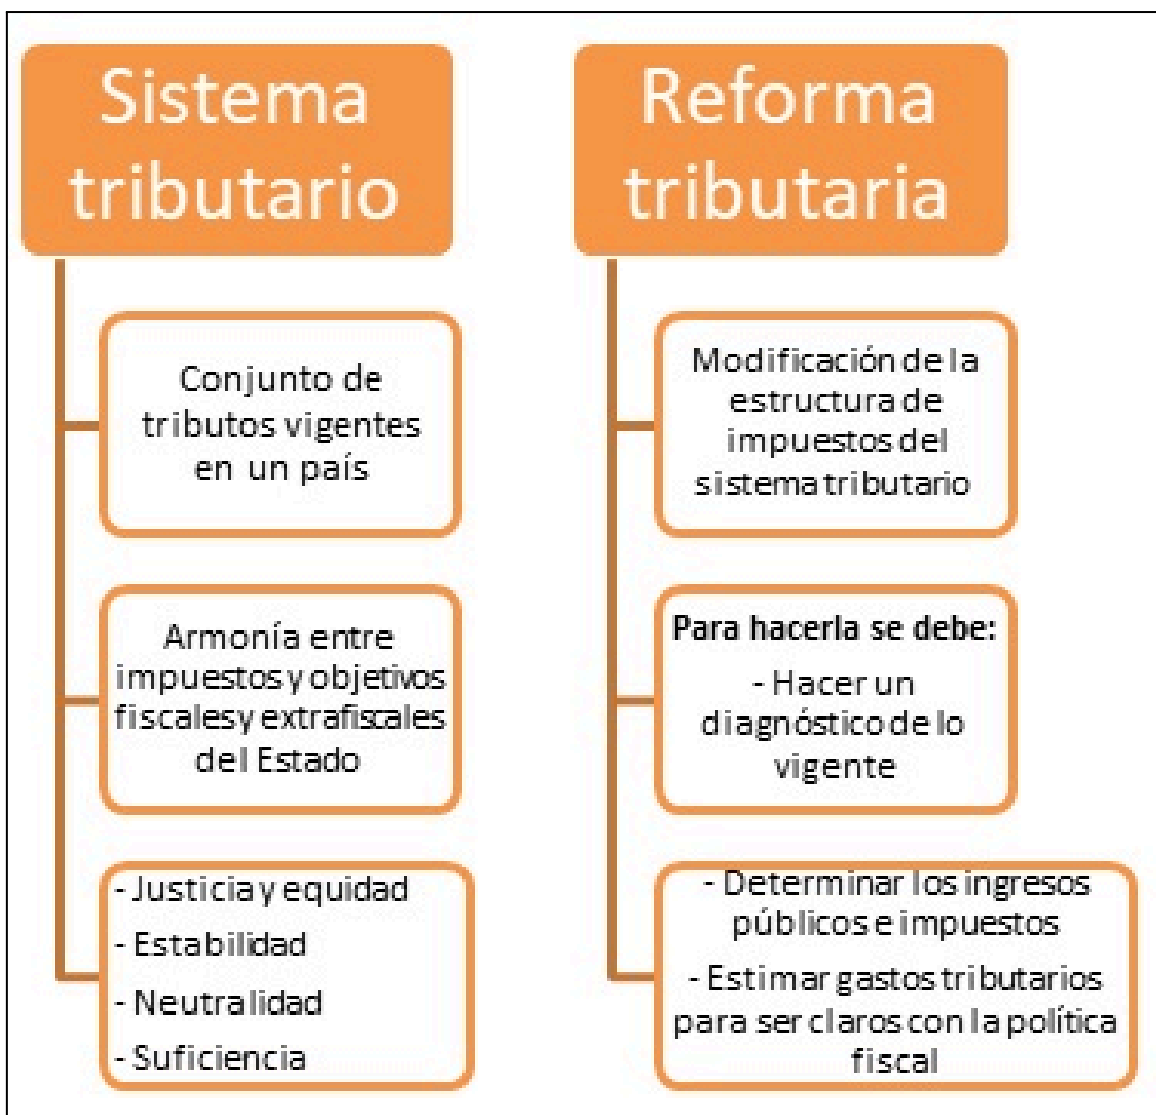 Sistema
tributario
Conjunto de
tributos vigentes
en un país
Armonía entre
impuestos y objetivos
fiscales y extrafiscales
del Estado
- Justicia y equidad
- Estabilidad
- Neutralidad
- Suficiencia
Reforma
tributaria
Modificación de la
estructura de
impuestos del
sistema tributario
Para hacerla se debe:
- Hacer un
diagnóstico de lo
vigente
- Determinar los ingresos
públicos e impuestos
- Estimar gastos tributarios
para ser claros con la política
fiscal